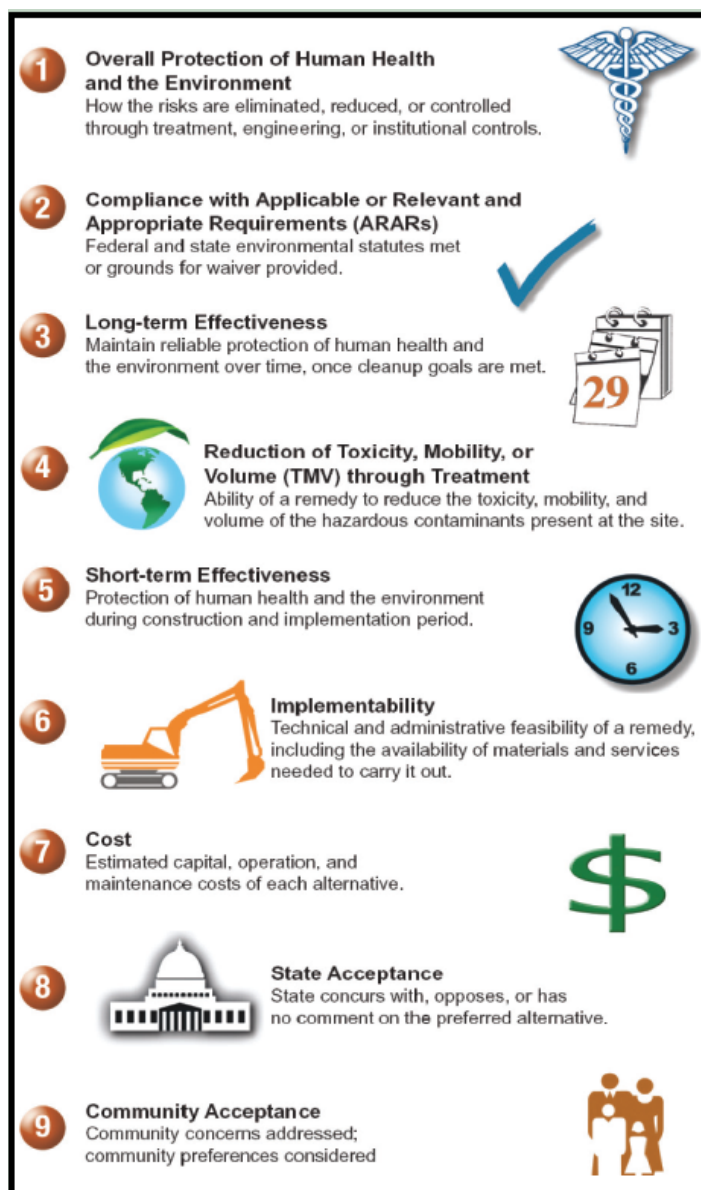 1
Overall Protection of Human Health
and the Environment
How the risks are eliminated, reduced, or controlled
through treatment, engineering, or institutional controls.
2
Compliance with Applicable or Relevant and
Appropriate Requirements (ARARs)
Federal and state environmental statutes met
or grounds for waiver provided.
3
Long-term Effectiveness
Maintain reliable protection of human health and
the environment over time, once cleanup goals are met.
29
4
Reduction of Toxicity, Mobility, or
Volume (TMV) through Treatment
Ability of a remedy to reduce the toxicity, mobility, and
volume of the hazardous contaminants present at the site.
5
Short-term Effectiveness
Protection of human health and the environment
during construction and implementation period.
12
9 3
6
6
Implementability
Technical and administrative feasibility of a remedy,
including the availability of materials and services
needed to carry it out.
7
Cost
Estimated capital, operation, and
maintenance costs of each alternative.
$
8
State Acceptance
State concurs with, opposes, or has
no comment on the preferred alternative.
9
Community Acceptance
Community concerns addressed;
community preferences considered